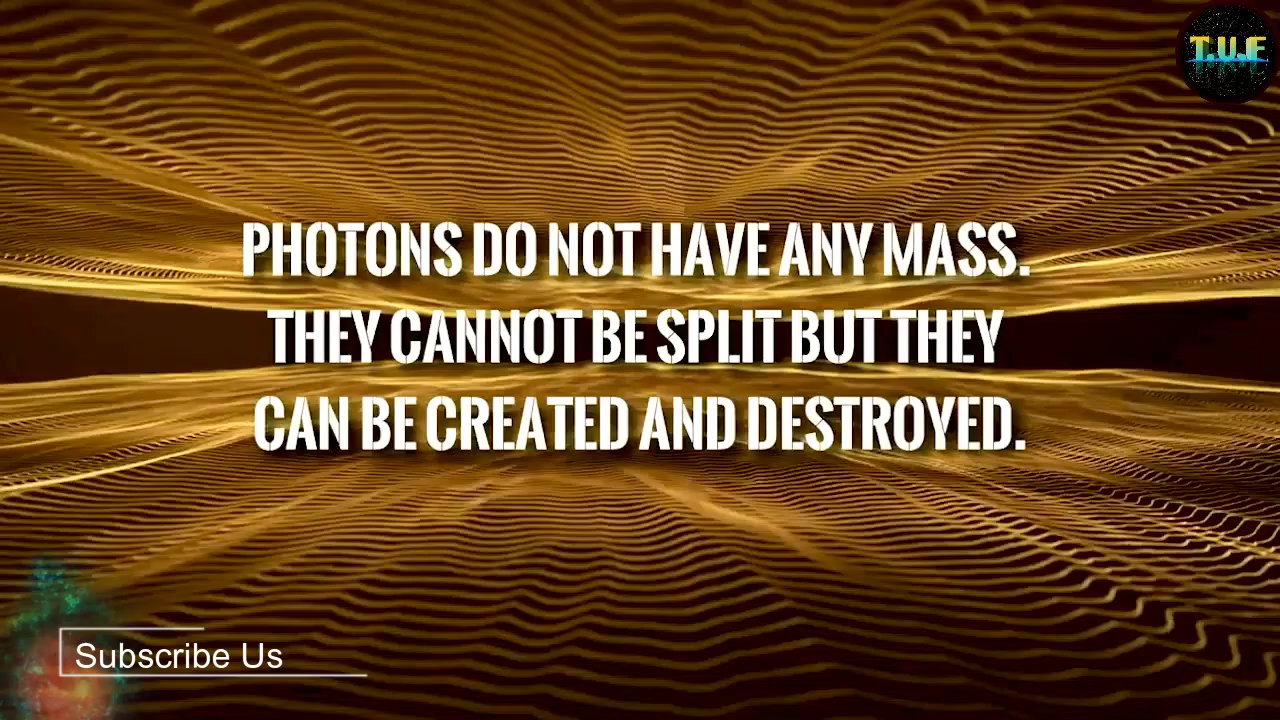 T.U.F
PHOTONS DO NOT HAVE ANY MASS.
THEY CANNOT BE SPLIT BUT THEY
CAN BE CREATED AND DESTROYED.
Subscribe Us